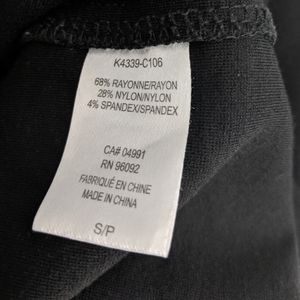 K4339-C106
68% RAYONNE/RAYON
28% NYLON/NYLON
4% SPANDEX/SPANDEX
CA# 04991
RN 96092
FABRIQUÉ EN CHINE
MADE IN CHINA
S/P